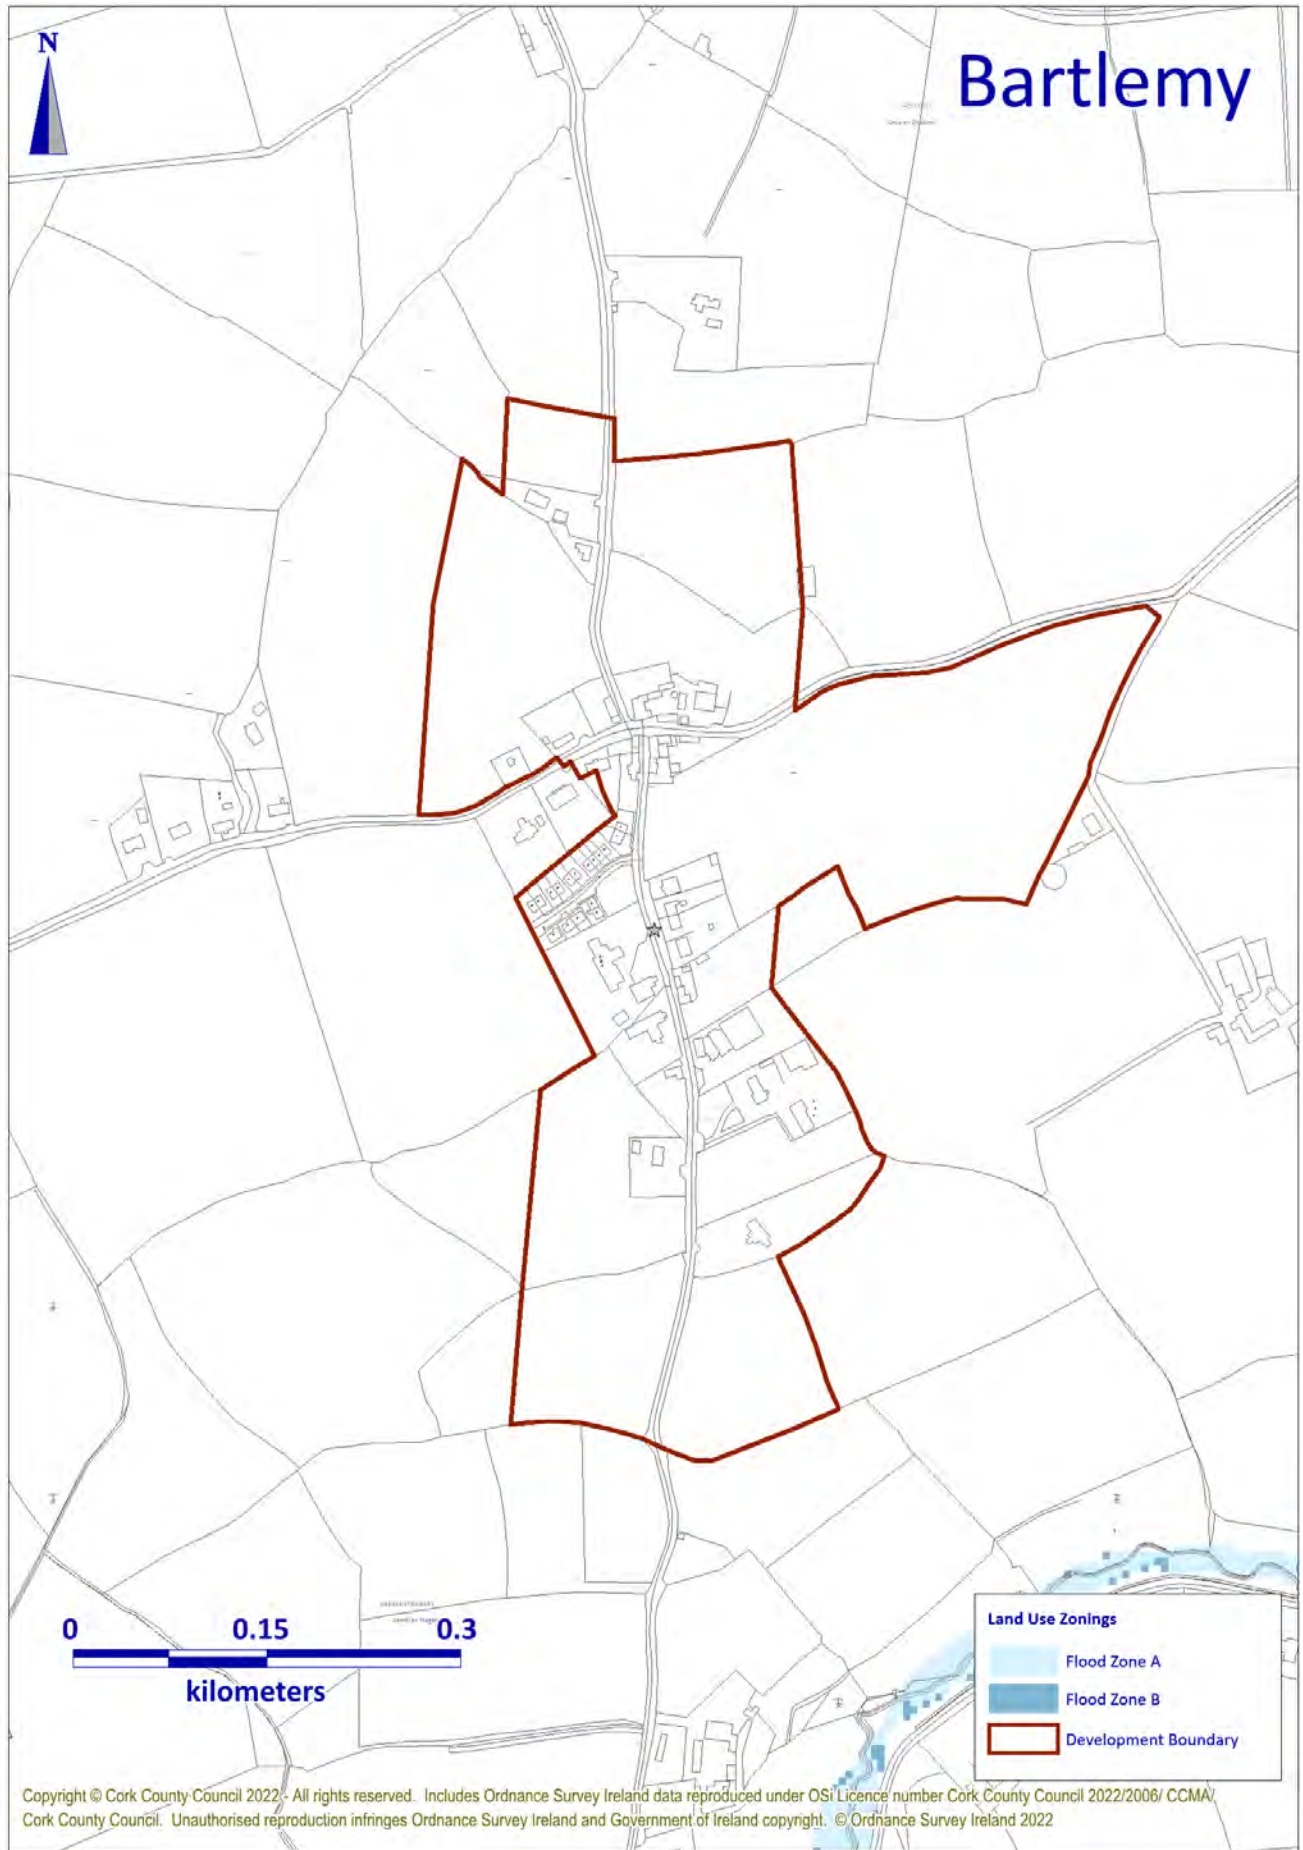 N
Bartlemy
0 0.15 0.3
kilometers
Land Use Zonings
Flood Zone A
Flood Zone B
Development Boundary
Copyright © Cork County Council 2022 - All rights reserved. Includes Ordnance Survey Ireland data reproduced under OSi Licence number Cork County Council 2022/2006/ CCMA/
Cork County Council. Unauthorised reproduction infringes Ordnance Survey Ireland and Government of Ireland copyright. © Ordnance Survey Ireland 2022